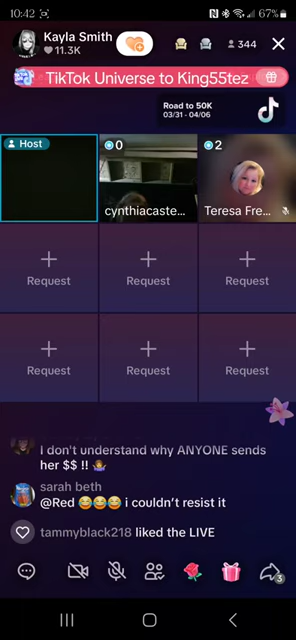 10:42
67%
Kayla Smith
11.3K
344
TikTok Universe to King55tez
Road to 50K
03/31 - 04/06
Host
0
2
cynthiacaste...
Teresa Fre...
Request
Request
Request
Request
Request
Request
I don't understand why ANYONE sends
her $$ !! 🤷‍♀️
sarah beth
@Red 😂😂😂 i couldn't resist it
tammyblack218 liked the LIVE
3